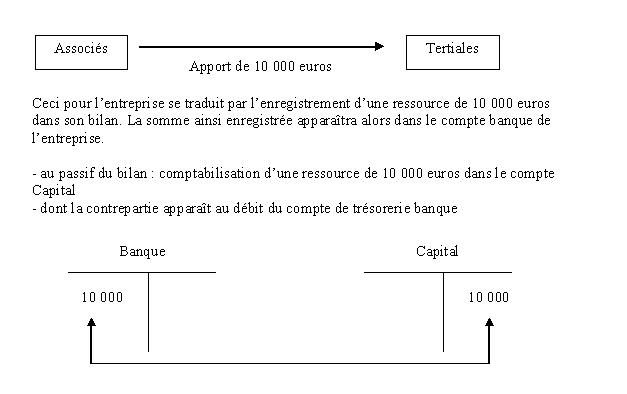 Associés Tertiales
Apport de 10 000 euros
Ceci pour l'entreprise se traduit par l'enregistrement d'une ressource de 10 000 euros
dans son bilan. La somme ainsi enregistrée apparaîtra alors dans le compte banque de
l'entreprise.
- au passif du bilan : comptabilisation d'une ressource de 10 000 euros dans le compte
Capital
- dont la contrepartie apparaît au débit du compte de trésorerie banque
Banque Capital
10 000 10 000